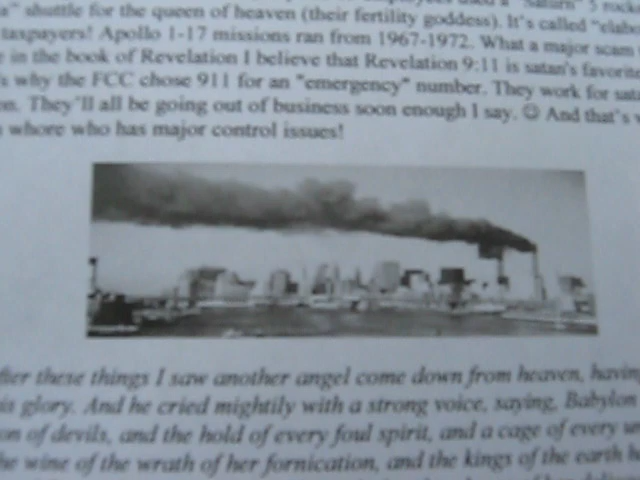 a" shuttle for the queen of heaven (their fertility goddess). It's called "elab
taxpayers! Apollo 1-17 missions ran from 1967-1972. What a major scam
in the book of Revelation I believe that Revelation 9:11 is satan's favorit
s why the FCC chose 911 for an "emergency" number. They work for sat
on. They'll all be going out of business soon enough I say. ☺ And that's w
whore who has major control issues!
fter these things I saw another angel come down from heaven, having
is glory. And he cried mightily with a strong voice, saying, Babylon
on of devils, and the hold of every foul spirit, and a cage of every un
he wine of the wrath of her fornication, and the kings of the earth h